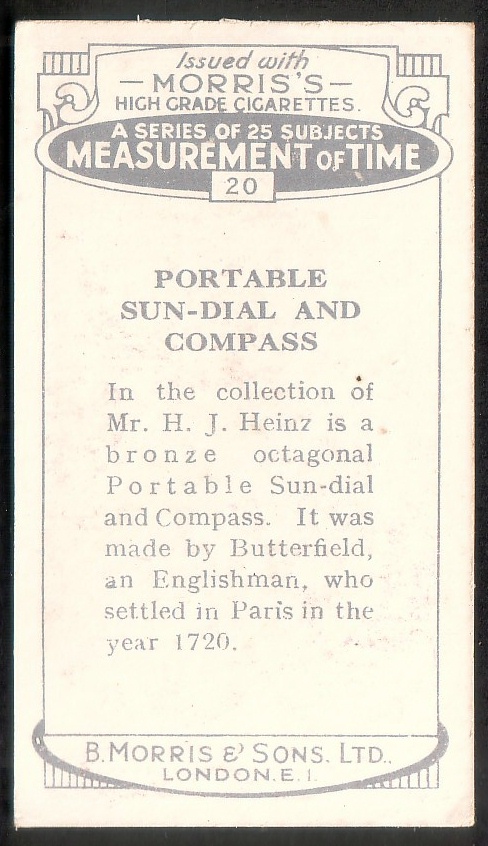 Issued with
—MORRIS'S—
HIGH GRADE CIGARETTES.
A SERIES OF 25 SUBJECTS
MEASUREMENT OF TIME
20
PORTABLE
SUN-DIAL AND
COMPASS
In the collection of
Mr. H. J. Heinz is a
bronze octagonal
Portable Sun-dial
and Compass. It was
made by Butterfield,
an Englishman, who
settled in Paris in the
year 1720.
B. MORRIS & SONS. LTD.,
LONDON. E. 1.